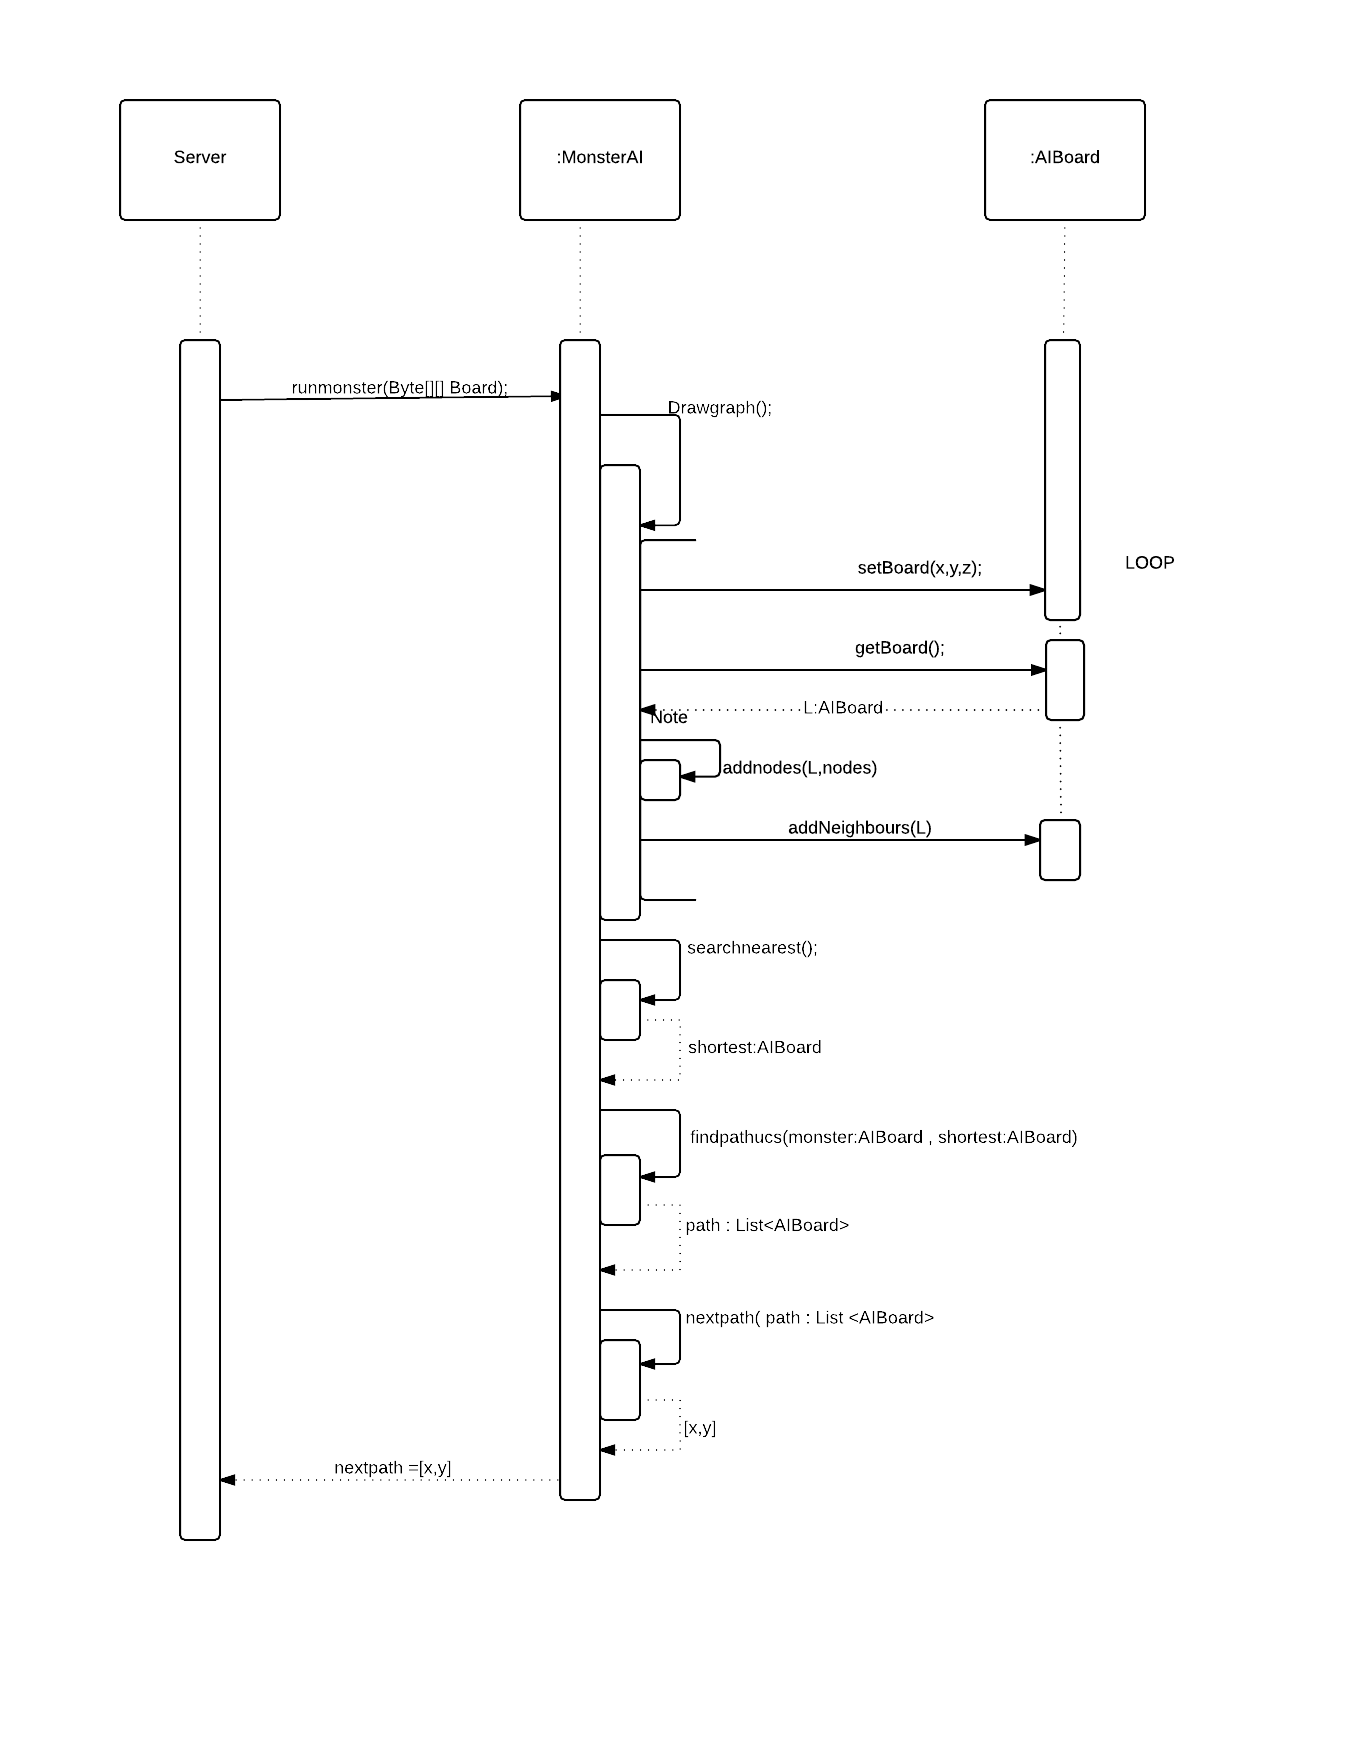 Server
:MonsterAI
:AIBoard
runmonster(Byte[][] Board);
Drawgraph();
setBoard(x,y,z);
LOOP
getBoard();
L:AIBoard
Note
addnodes(L,nodes)
addNeighbours(L)
searchnearest();
shortest:AIBoard
findpathucs(monster:AIBoard , shortest:AIBoard)
path : List<AIBoard>
nextpath( path : List <AIBoard>
[x,y]
nextpath =[x,y]